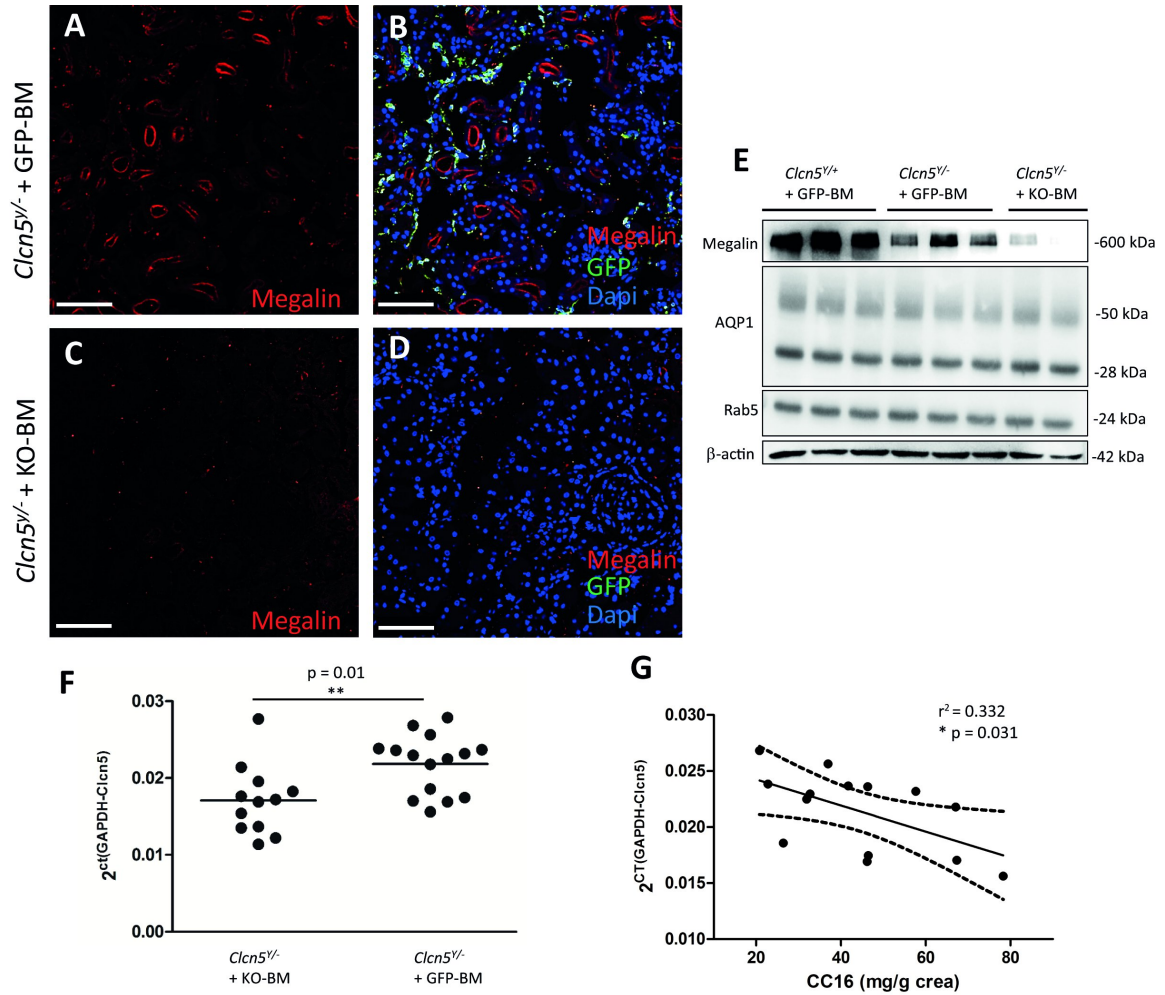 A
B
Clcn5y/- + GFP-BM
Megalin
Megalin
GFP
Dapi
C
D
Clcn5y/- + KO-BM
Megalin
Megalin
GFP
Dapi
E
Clcn5Y/+ + GFP-BM
Clcn5Y/- + GFP-BM
Clcn5Y/- + KO-BM
Megalin
-600 kDa
AQP1
-50 kDa
-28 kDa
Rab5
-24 kDa
β-actin
-42 kDa
F
p = 0.01
**
0.03
0.02
0.01
0.00
2ct(GAPDH-Clcn5)
Clcn5Y/-
+ KO-BM
Clcn5Y/-
+ GFP-BM
G
r2 = 0.332
* p = 0.031
0.030
0.025
0.020
0.015
0.010
2CT(GAPDH-Clcn5)
20 40 60 80
CC16 (mg/g crea)